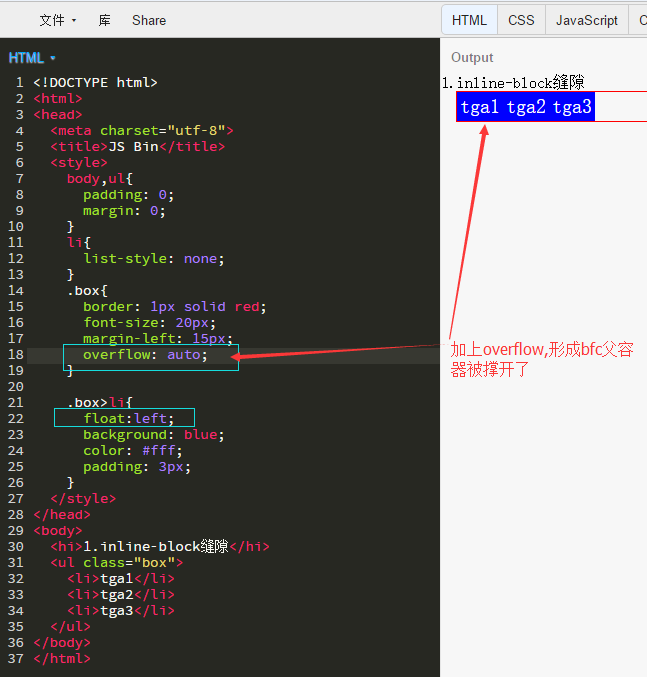 文件 库 Share HTML CSS JavaScript
HTML Output
1 <!DOCTYPE html>
2 <html>
3 <head>
4 <meta charset="utf-8">
5 <title>JS Bin</title>
6 <style>
7 body,ul{
8 padding: 0;
9 margin: 0;
10 }
11 li{
12 list-style: none;
13 }
14 .box{
15 border: 1px solid red;
16 font-size: 20px;
17 margin-left: 15px;
18 overflow: auto;
19 }
20
21 .box>li{
22 float:left;
23 background: blue;
24 color: #fff;
25 padding: 3px;
26 }
27 </style>
28 </head>
29 <body>
30 <hi>1.inline-block缝隙</hi>
31 <ul class="box">
32 <li>tga1</li>
33 <li>tga2</li>
34 <li>tga3</li>
35 </ul>
36 </body>
37 </html>
1.inline-block缝隙
tga1 tga2 tga3
加上overflow,形成bfc父容
器被撑开了